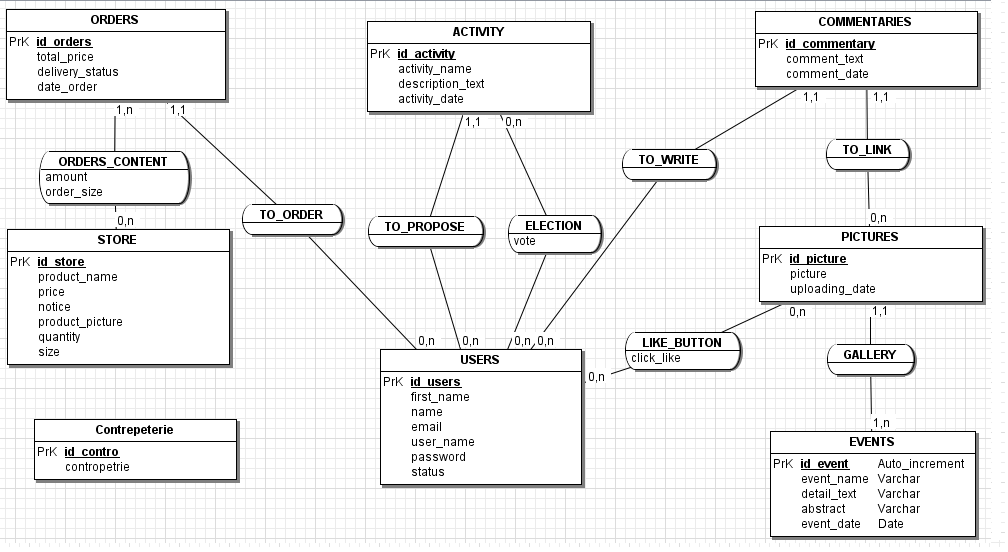 ORDERS
PrK id_orders
total_price
delivery_status
date_order
1,n
1,1
ORDERS_CONTENT
amount
order_size
0,n
STORE
PrK id_store
product_name
price
notice
product_picture
quantity
size
Contrepeterie
PrK id_contro
contropetrie
TO_ORDER
0,n
ACTIVITY
PrK id_activity
activity_name
description_text
activity_date
1,1
0,n
TO_PROPOSE
ELECTION
vote
0,n
0,n
0,n
USERS
PrK id_users
first_name
name
email
user_name
password
status
COMMENTARIES
PrK id_commentary
comment_text
comment_date
1,1
1,1
TO_WRITE
TO_LINK
0,n
PICTURES
PrK id_picture
picture
uploading_date
0,n
1,1
LIKE_BUTTON
click_like
0,n
GALLERY
1,n
EVENTS
PrK id_event Auto_increment
event_name Varchar
detail_text Varchar
abstract Varchar
event_date Date